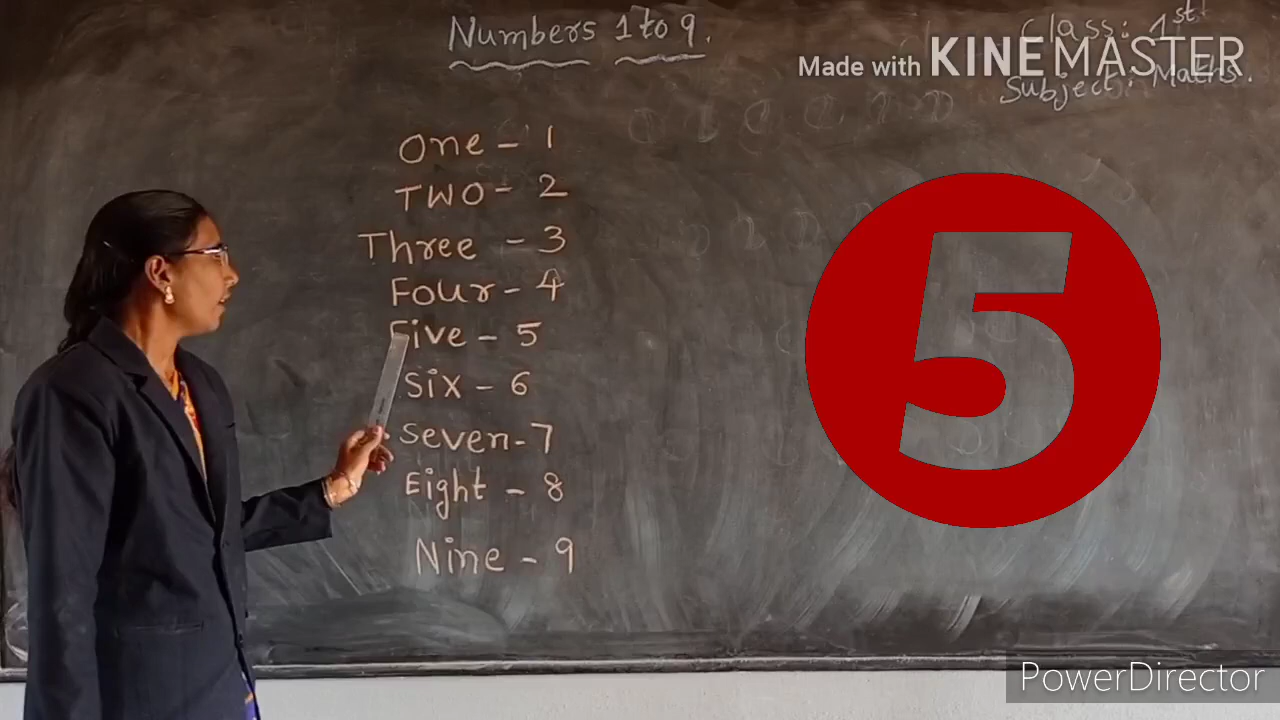 Numbers 1 to 9.
Class: 1st
Made with KINEMASTER
Subject: Maths.
One - 1
TWO - 2
Three - 3
Four - 4
Five - 5
Six - 6
Seven - 7
Eight - 8
Nine - 9
5
PowerDirector